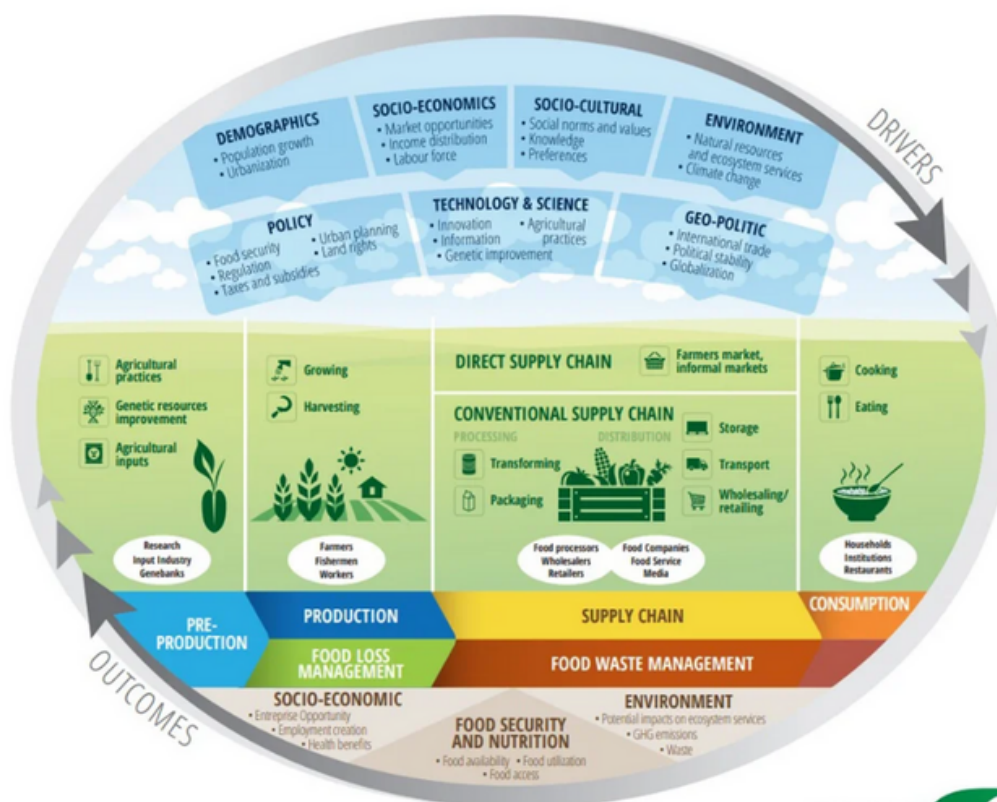 DRIVERS
DEMOGRAPHICS
• Population growth
• Urbanization
SOCIO-ECONOMICS
• Market opportunities
• Income distribution
• Labour force
SOCIO-CULTURAL
• Social norms and values
• Knowledge
• Preferences
ENVIRONMENT
• Natural resources
and ecosystem services
• Climate change
POLICY
• Food security
• Regulation
• Taxes and subsidies
• Urban planning
• Land rights
TECHNOLOGY & SCIENCE
• Innovation
• Information
• Genetic improvement
• Agricultural
practices
GEO-POLITIC
• International trade
• Political stability
• Globalization
Agricultural
practices
Genetic resources
improvement
Agricultural
inputs
Research
Input Industry
Genebanks
Growing
Harvesting
Farmers
Fishermen
Workers
DIRECT SUPPLY CHAIN
Farmers market,
informal markets
CONVENTIONAL SUPPLY CHAIN
PROCESSING
Transforming
Packaging
DISTRIBUTION
Storage
Transport
Wholesaling/
retailing
Food processors
Wholesalers
Retailers
Food Companies
Food Service
Media
Cooking
Eating
Households
Institutions
Restaurants
PRE-
PRODUCTION
PRODUCTION
SUPPLY CHAIN
CONSUMPTION
FOOD LOSS
MANAGEMENT
FOOD WASTE MANAGEMENT
OUTCOMES
SOCIO-ECONOMIC
• Entreprise Opportunity
• Employment creation
• Health benefits
FOOD SECURITY
AND NUTRITION
• Food availability • Food utilization
• Food access
ENVIRONMENT
• Potential impacts on ecosystem services
• GHG emissions
• Waste